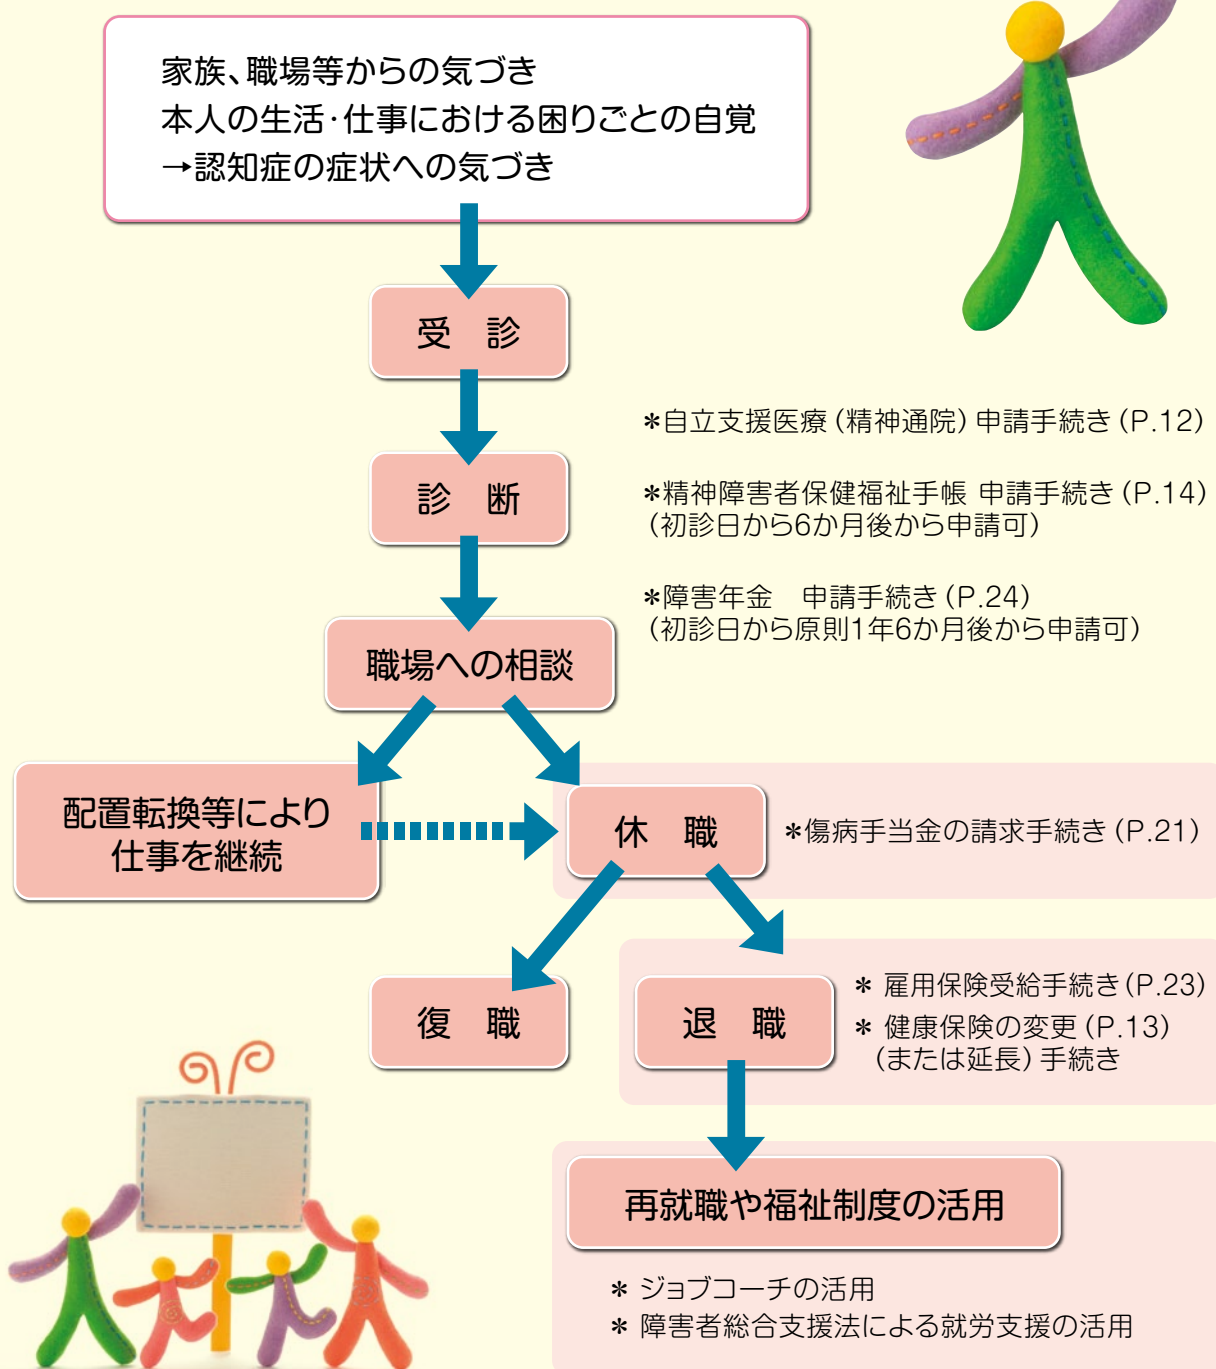 家族、職場等からの気づき
本人の生活･仕事における困りごとの自覚
→認知症の症状への気づき
受　診
＊自立支援医療（精神通院）申請手続き（P.12）
診　断
＊精神障害者保健福祉手帳 申請手続き（P.14）
（初診日から6か月後から申請可）
＊障害年金　申請手続き（P.24）
（初診日から原則1年6か月後から申請可）
職場への相談
配置転換等により
仕事を継続
休　職
＊傷病手当金の請求手続き（P.21）
復　職
退　職
＊ 雇用保険受給手続き（P.23）
＊ 健康保険の変更（P.13）
（または延長）手続き
再就職や福祉制度の活用
＊ ジョブコーチの活用
＊ 障害者総合支援法による就労支援の活用